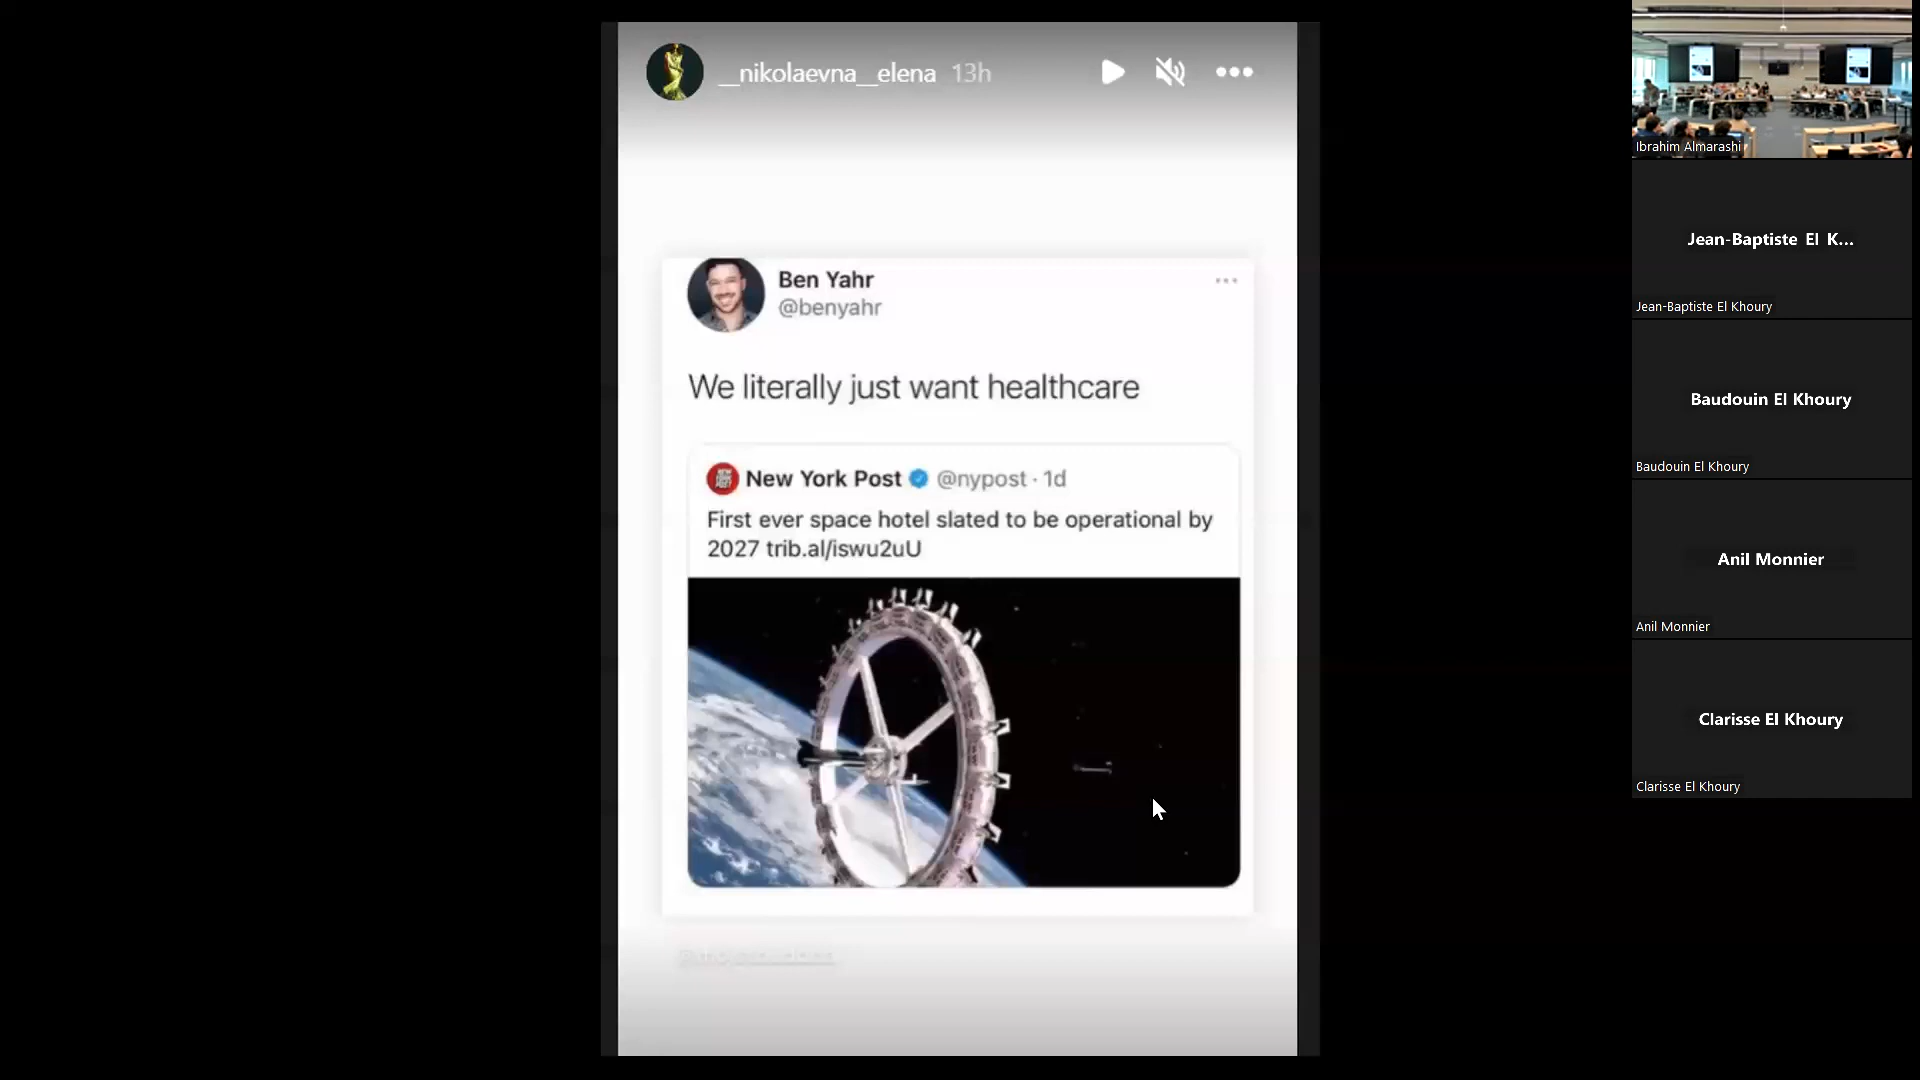 __nikolaevna__elena 13h
Ben Yahr
@benyahr
We literally just want healthcare
New York Post @nypost · 1d
First ever space hotel slated to be operational by
2027 trib.al/iswu2uU
Ibrahim Almarashi
Jean-Baptiste El K...
Jean-Baptiste El Khoury
Baudouin El Khoury
Baudouin El Khoury
Anil Monnier
Anil Monnier
Clarisse El Khoury
Clarisse El Khoury